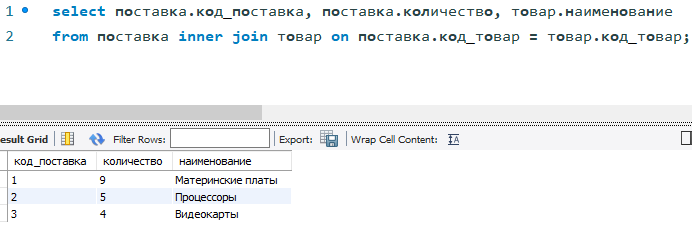 1 select поставка.код_поставка, поставка.количество, товар.наименование
2 from поставка inner join товар on поставка.код_товар = товар.код_товар;
esult Grid Filter Rows: Export: Wrap Cell Content:
код_поставка количество наименование
1 9 Материнские платы
2 5 Процессоры
3 4 Видеокарты